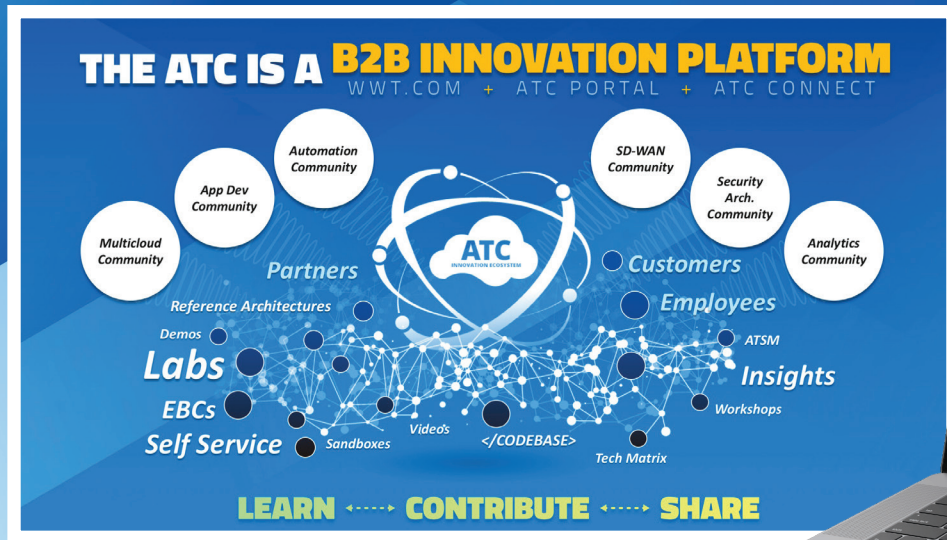 THE ATC IS A B2B INNOVATION PLATFORM
WWT.COM + ATC PORTAL + ATC CONNECT
Automation
Community
SD-WAN
Community
App Dev
Community
Security
Arch.
Community
Multicloud
Community
Analytics
Community
ATC
INNOVATION ECOSYSTEM
Partners
Customers
Reference Architectures
Employees
Demos
ATSM
Labs
Insights
EBCs
Workshops
Self Service
Sandboxes
Video's
</CODEBASE>
Tech Matrix
LEARN <----> CONTRIBUTE <----> SHARE